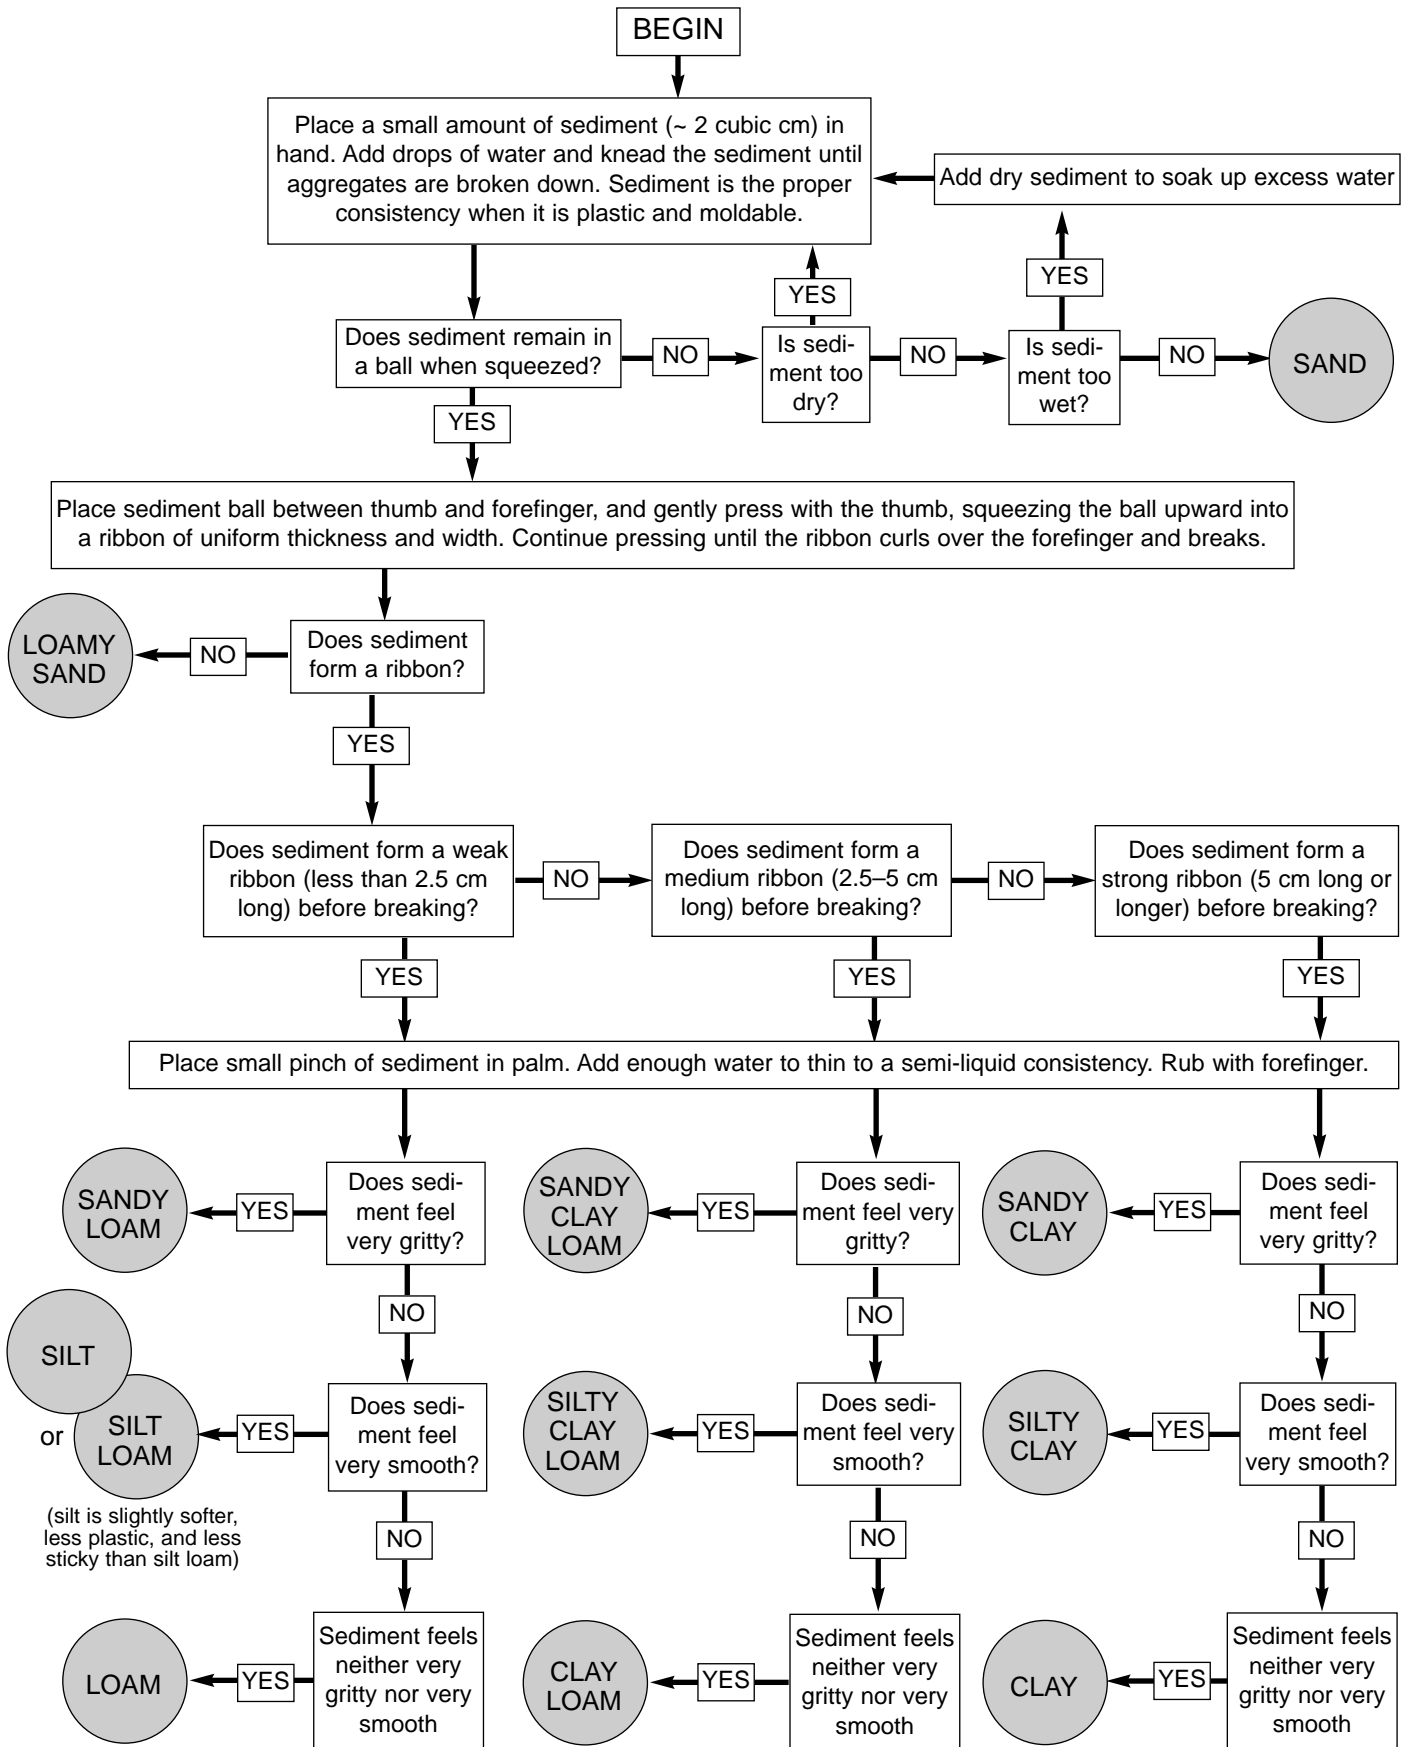 BEGIN
Place a small amount of sediment (~ 2 cubic cm) in
hand. Add drops of water and knead the sediment until
aggregates are broken down. Sediment is the proper
consistency when it is plastic and moldable.
Add dry sediment to soak up excess water
YES
YES
Does sediment remain in
a ball when squeezed?
NO
Is sedi-
ment too
dry?
NO
Is sedi-
ment too
wet?
NO
SAND
YES
Place sediment ball between thumb and forefinger, and gently press with the thumb, squeezing the ball upward into
a ribbon of uniform thickness and width. Continue pressing until the ribbon curls over the forefinger and breaks.
LOAMY
SAND
NO
Does sediment
form a ribbon?
YES
Does sediment form a weak
ribbon (less than 2.5 cm
long) before breaking?
NO
Does sediment form a
medium ribbon (2.5–5 cm
long) before breaking?
NO
Does sediment form a
strong ribbon (5 cm long or
longer) before breaking?
YES
YES
YES
Place small pinch of sediment in palm. Add enough water to thin to a semi-liquid consistency. Rub with forefinger.
SANDY
LOAM
YES
Does sedi-
ment feel
very gritty?
SANDY
CLAY
LOAM
YES
Does sedi-
ment feel very
gritty?
SANDY
CLAY
YES
Does sedi-
ment feel
very gritty?
NO
NO
NO
SILT
or
SILT
LOAM
YES
Does sedi-
ment feel
very smooth?
SILTY
CLAY
LOAM
YES
Does sedi-
ment feel very
smooth?
SILTY
CLAY
YES
Does sedi-
ment feel
very smooth?
(silt is slightly softer,
less plastic, and less
sticky than silt loam)
NO
NO
NO
LOAM
YES
Sediment feels
neither very
gritty nor very
smooth
CLAY
LOAM
YES
Sediment feels
neither very
gritty nor very
smooth
CLAY
YES
Sediment feels
neither very
gritty nor very
smooth